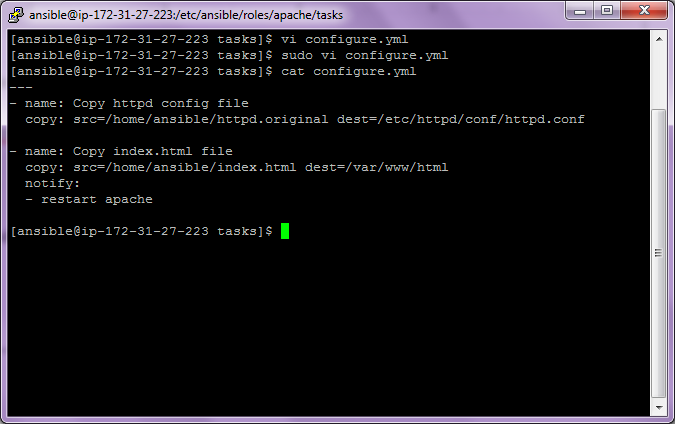 ansible@ip-172-31-27-223:/etc/ansible/roles/apache/tasks
[ansible@ip-172-31-27-223 tasks]$ vi configure.yml
[ansible@ip-172-31-27-223 tasks]$ sudo vi configure.yml
[ansible@ip-172-31-27-223 tasks]$ cat configure.yml
---
- name: Copy httpd config file
  copy: src=/home/ansible/httpd.original dest=/etc/httpd/conf/httpd.conf
- name: Copy index.html file
  copy: src=/home/ansible/index.html dest=/var/www/html
  notify:
  - restart apache
[ansible@ip-172-31-27-223 tasks]$